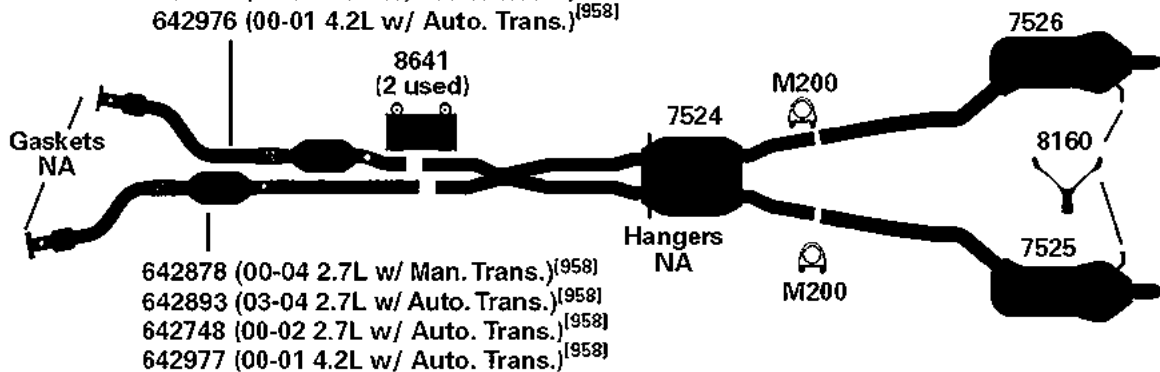 642976 (00-01 4.2L w/ Auto. Trans.)[958]
7526
8641
(2 used)
M200
7524
Gaskets
NA
8160
Hangers
NA
7525
M200
642878 (00-04 2.7L w/ Man. Trans.)[958]
642893 (03-04 2.7L w/ Auto. Trans.)[958]
642748 (00-02 2.7L w/ Auto. Trans.)[958]
642977 (00-01 4.2L w/ Auto. Trans.)[958]